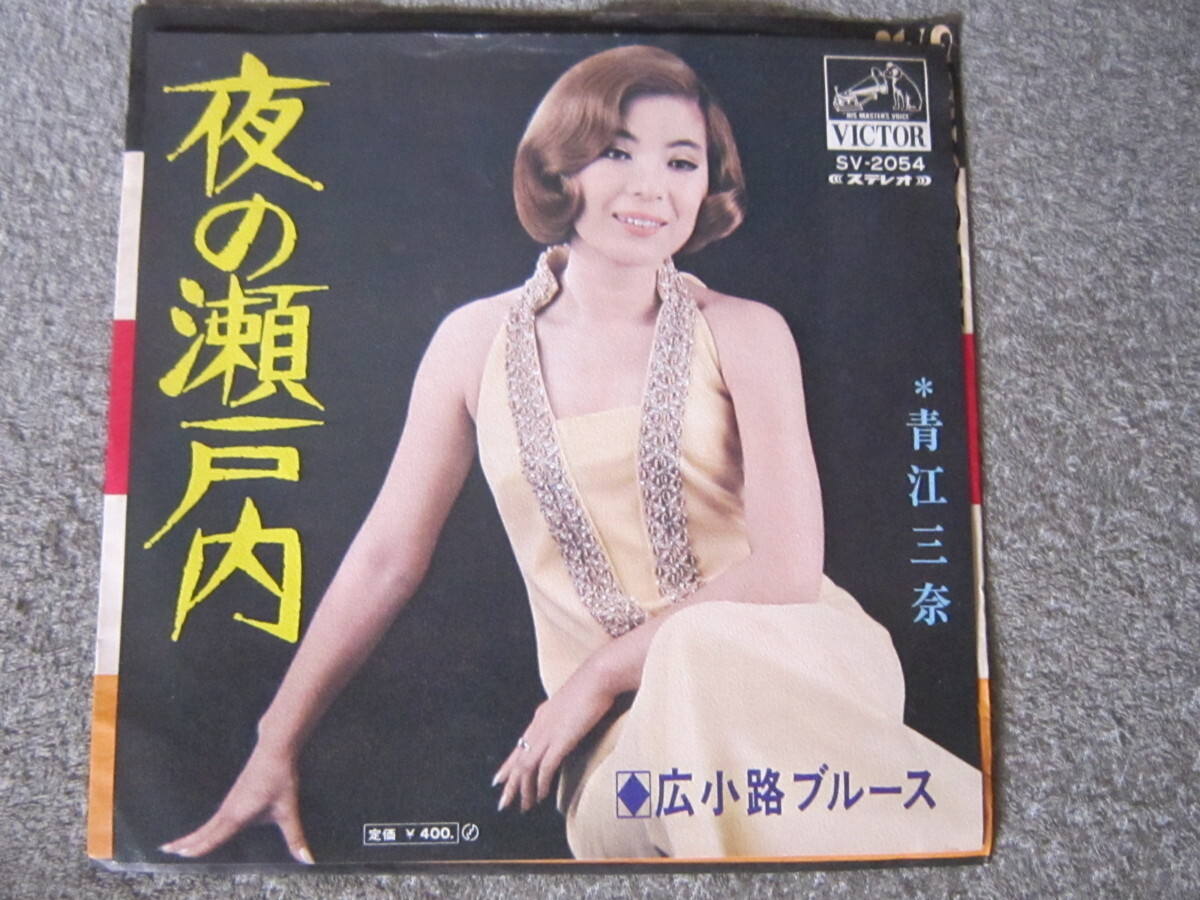 夜の瀬戸内
HIS MASTER'S VOICE
VICTOR
SV-2054
ステレオ
*青江三奈
広小路ブルース
定価 ¥400.